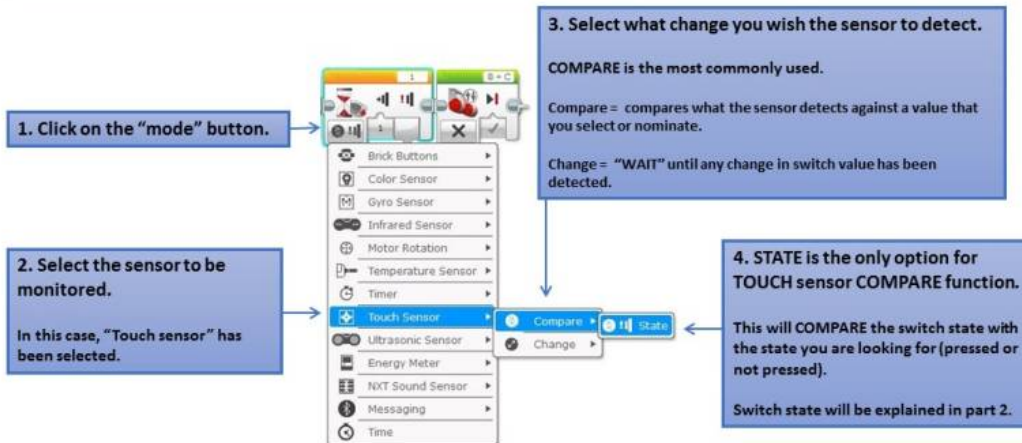 3. Select what change you wish the sensor to detect.
COMPARE is the most commonly used.
Compare = compares what the sensor detects against a value that
you select or nominate.
Change = "WAIT" until any change in switch value has been
detected.
1
B + C
1. Click on the "mode" button.
1
Brick Buttons
Color Sensor
Gyro Sensor
Infrared Sensor
Motor Rotation
Temperature Sensor
Timer
Touch Sensor
Ultrasonic Sensor
Energy Meter
NXT Sound Sensor
Messaging
Time
Compare
Change
State
2. Select the sensor to be
monitored.
In this case, "Touch sensor" has
been selected.
4. STATE is the only option for
TOUCH sensor COMPARE function.
This will COMPARE the switch state with
the state you are looking for (pressed or
not pressed).
Switch state will be explained in part 2.